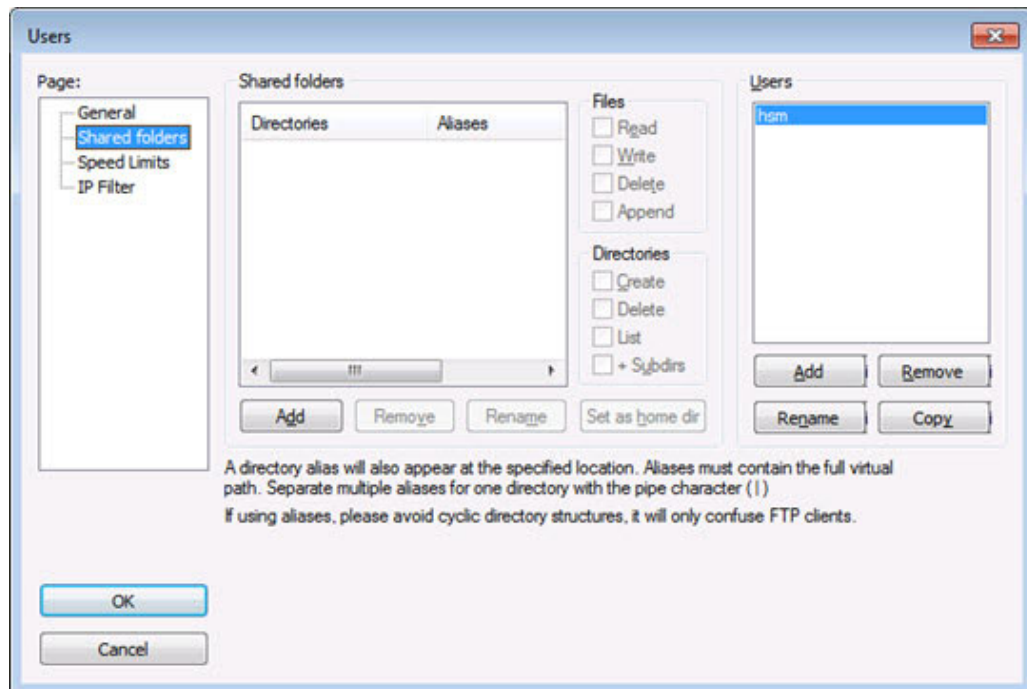 Users
Page:
General
Shared folders
Speed Limits
IP Filter
Shared folders
Directories Aliases
Files
Read
Write
Delete
Append
Directories
Create
Delete
List
+ Subdirs
Add Remove Rename Set as home dir
Users
hsm
Add Remove
Rename Copy
A directory alias will also appear at the specified location. Aliases must contain the full virtual
path. Separate multiple aliases for one directory with the pipe character (|)
If using aliases, please avoid cyclic directory structures, it will only confuse FTP clients.
OK
Cancel